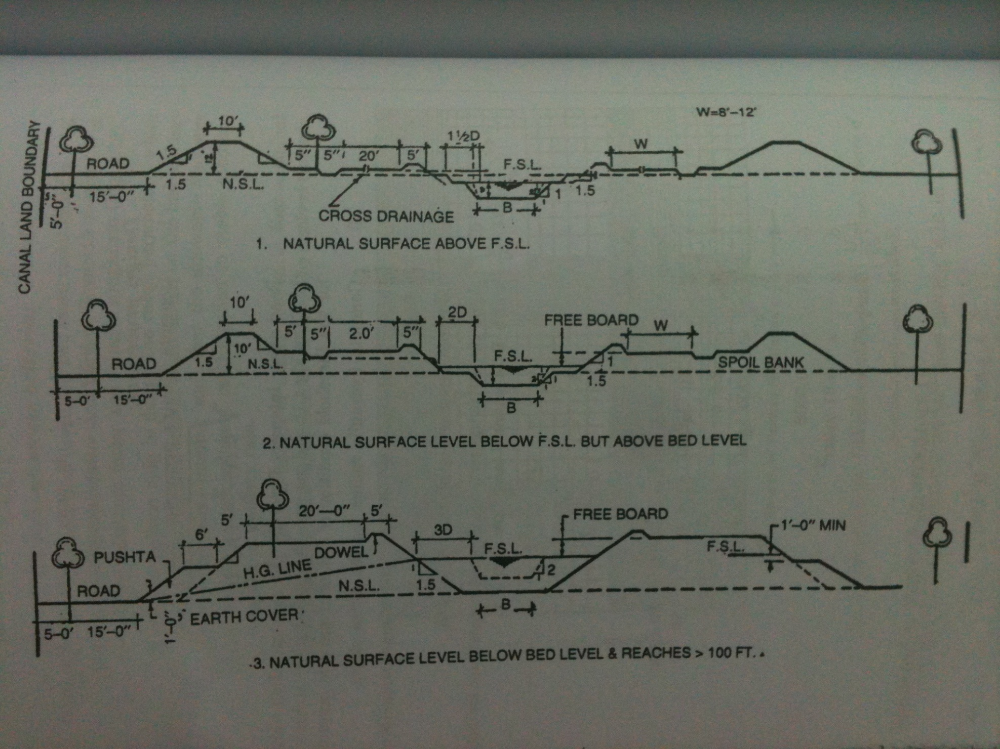 CANAL LAND BOUNDARY
W=8'–12'
10'
1.5
ROAD
5" 5" 20' 5'
1½D
F.S.L.
W
1.5
N.S.L.
15'–0"
5'–0"
1
1.5
B
CROSS DRAINAGE
1. NATURAL SURFACE ABOVE F.S.L.
10'
2D
FREE BOARD
W
5' 5" 2.0' 5"
10'
1.5
ROAD
N.S.L.
F.S.L.
2
1
1
1.5
SPOIL BANK
5–0'
15'–0"
B
2. NATURAL SURFACE LEVEL BELOW F.S.L. BUT ABOVE BED LEVEL
5'
20'—0"
5'
6'
3D
FREE BOARD
1'–0" MIN
PUSHTA
DOWEL
F.S.L.
F.S.L.
H.G. LINE
1
2
ROAD
N.S.L.
1.5
B
1'–0"
EARTH COVER
5–0'
15'–0"
3. NATURAL SURFACE LEVEL BELOW BED LEVEL & REACHES > 100 FT.